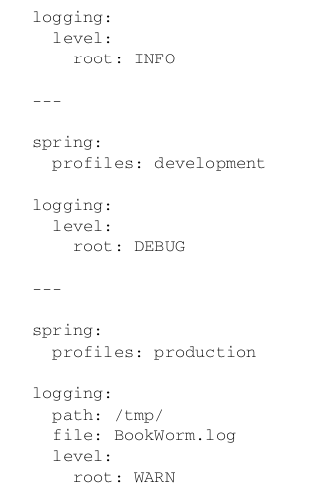 logging:
  level:
    root: INFO

---

spring:
  profiles: development

logging:
  level:
    root: DEBUG

---

spring:
  profiles: production

logging:
  path: /tmp/
  file: BookWorm.log
  level:
    root: WARN